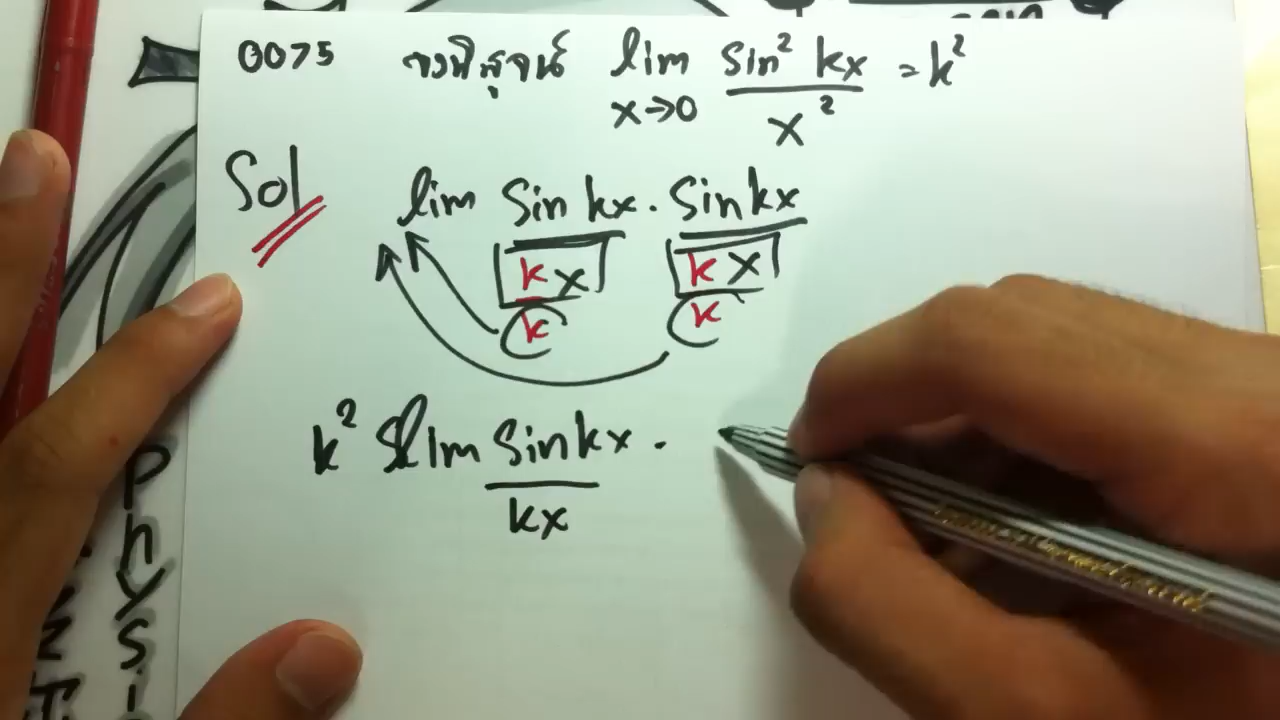 0075 จงพิสูจน์ lim sin² kx = k²
x→0 x²
Sol
lim sin kx . sin kx
kx kx
k k
k² lim sin kx .
kx
Physi